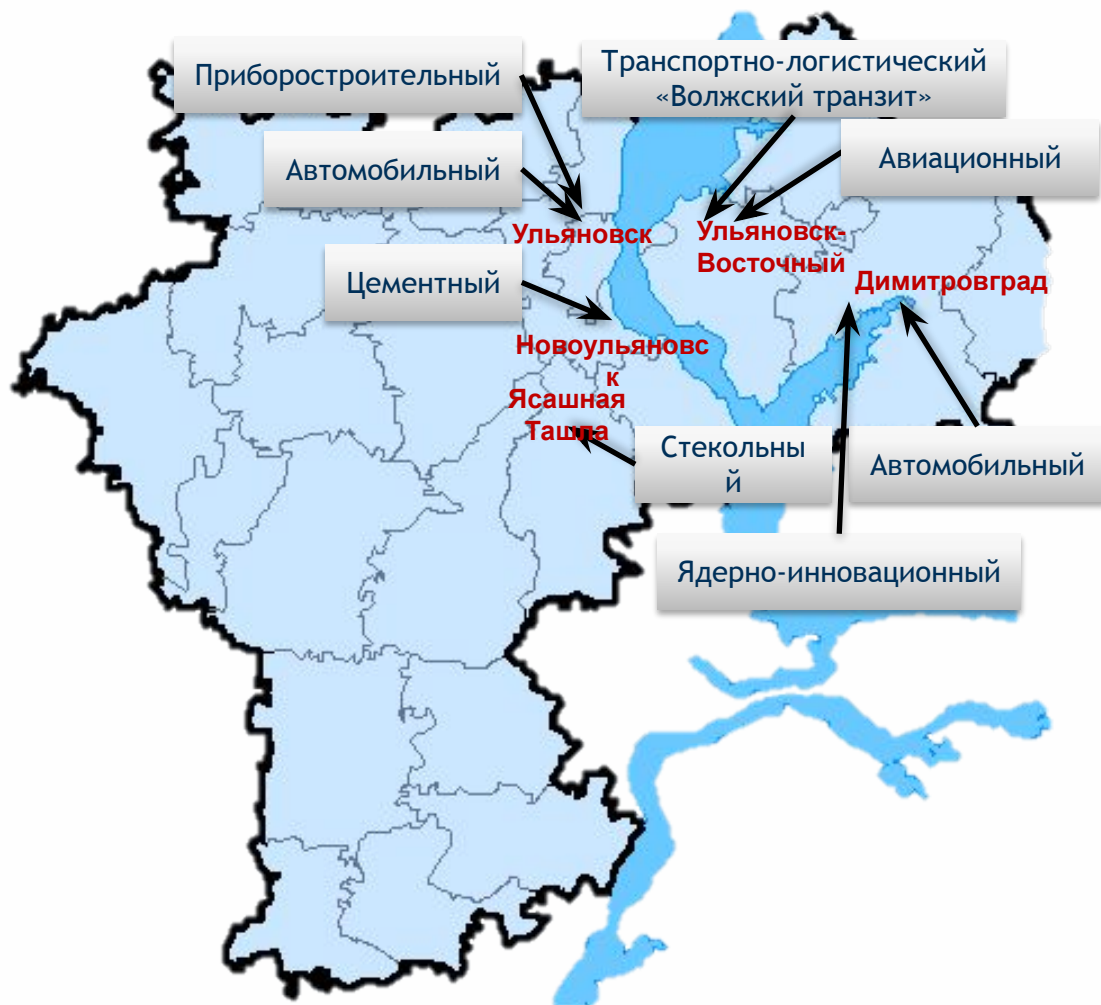 Приборостроительный
Транспортно-логистический
«Волжский транзит»
Автомобильный
Авиационный
Ульяновск
Ульяновск-
Восточный
Цементный
Димитровград
Новоульяновс
к
Ясашная
Ташла
Стекольны
й
Автомобильный
Ядерно-инновационный